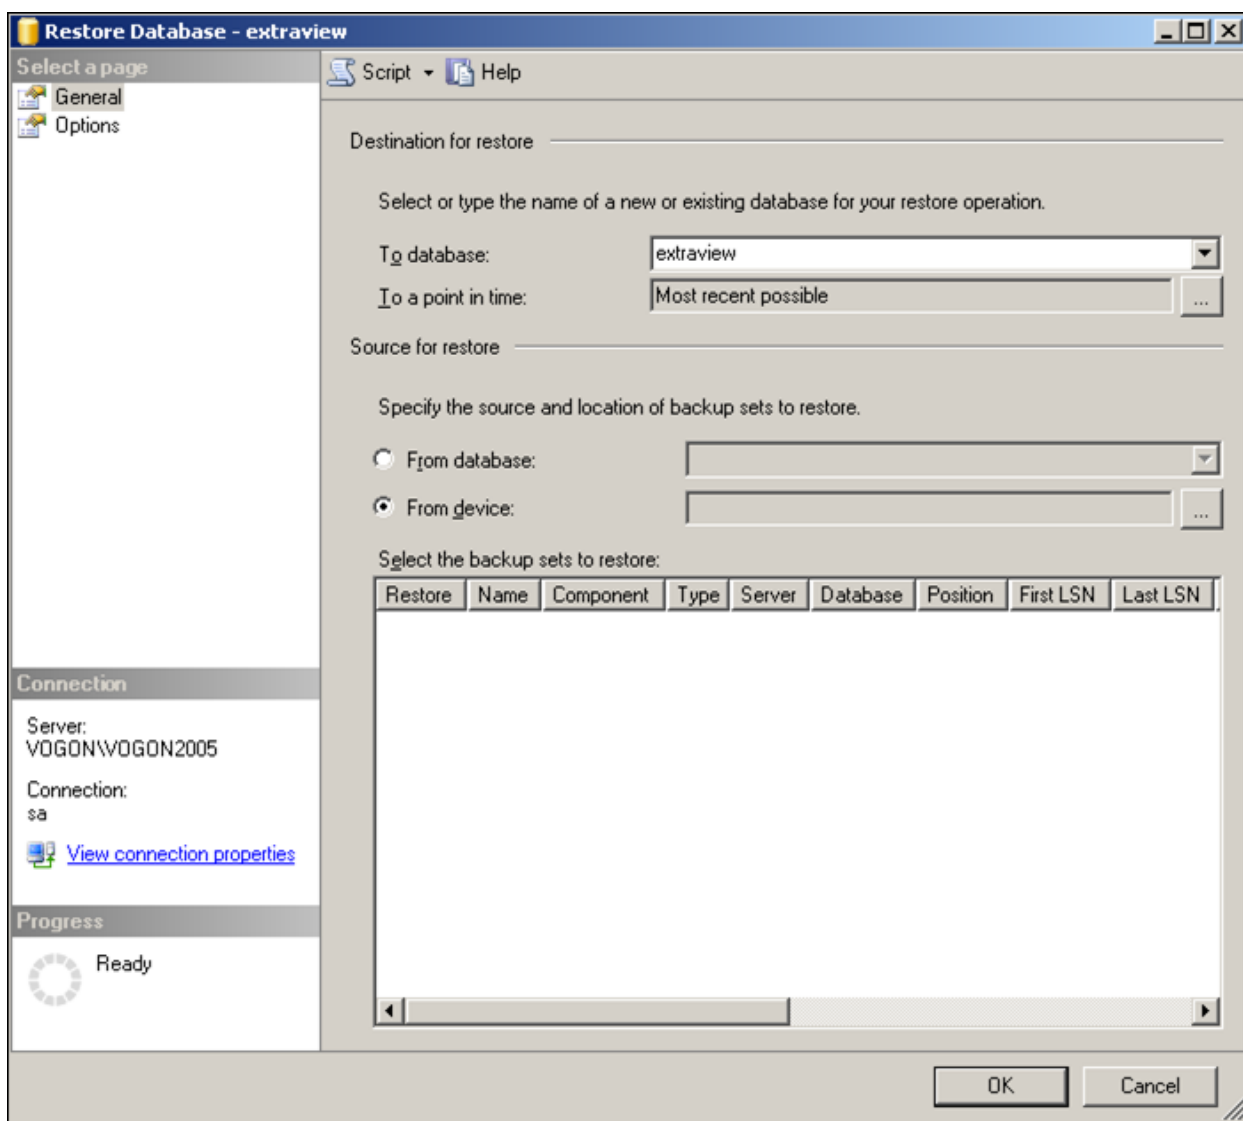 Restore Database - extraview
Select a page
General
Options
Script Help
Destination for restore
Select or type the name of a new or existing database for your restore operation.
To database: extraview
To a point in time: Most recent possible ...
Source for restore
Specify the source and location of backup sets to restore.
From database:
From device: ...
Select the backup sets to restore:
Restore Name Component Type Server Database Position First LSN Last LSN
Connection
Server:
VOGON\VOGON2005
Connection:
sa
View connection properties
Progress
Ready
OK Cancel